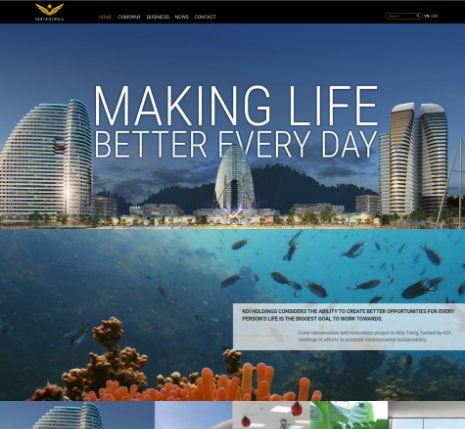 KDI HOLDINGS
HOME COMPANY BUSINESS NEWS CONTACT
Search
VN EN
MAKING LIFE
BETTER EVERY DAY
KDI HOLDINGS CONSIDERS THE ABILITY TO CREATE BETTER OPPORTUNITIES FOR EVERY
PERSON'S LIFE IS THE BIGGEST GOAL TO WORK TOWARDS.
Coral conservation and restoration project in Nha Trang, funded by KDI
Holdings in efforts to promote environmental sustainability.